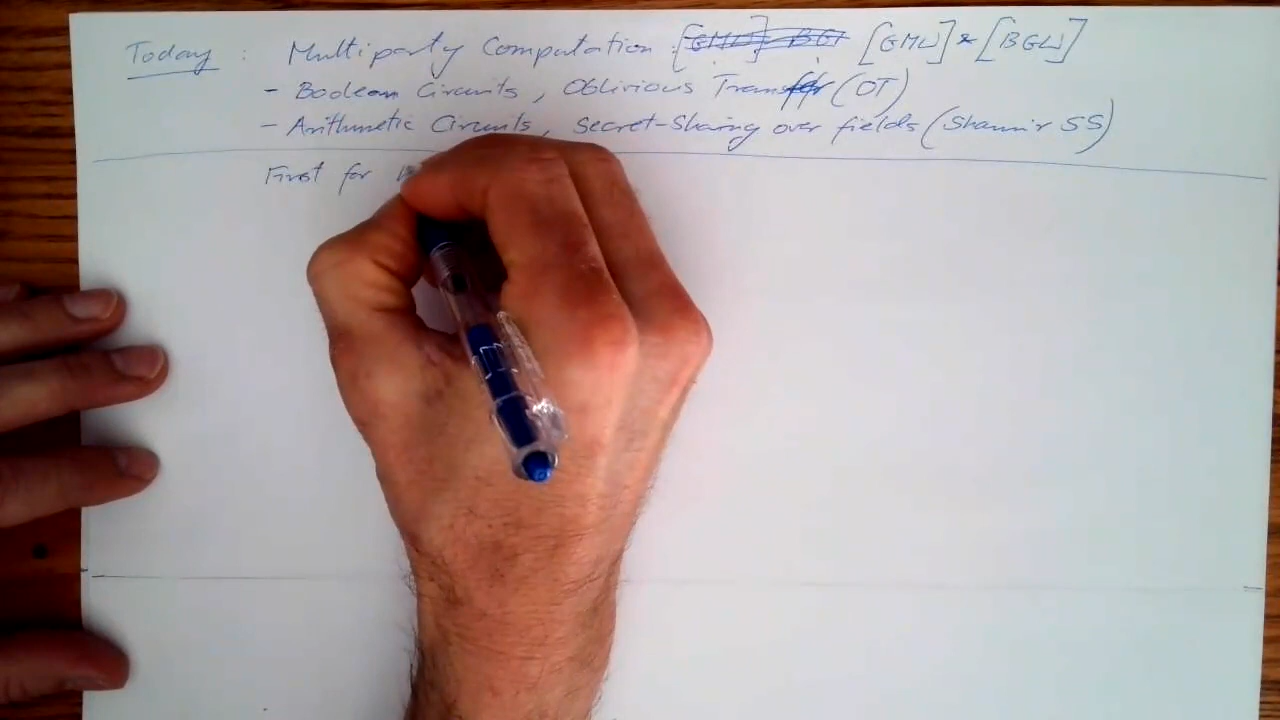 Today : Multiparty Computation : [GMW] & [BGW]
- Boolean Circuits, Oblivious Transfer (OT)
- Arithmetic Circuits, Secret-Sharing over fields (Shamir SS)
First for